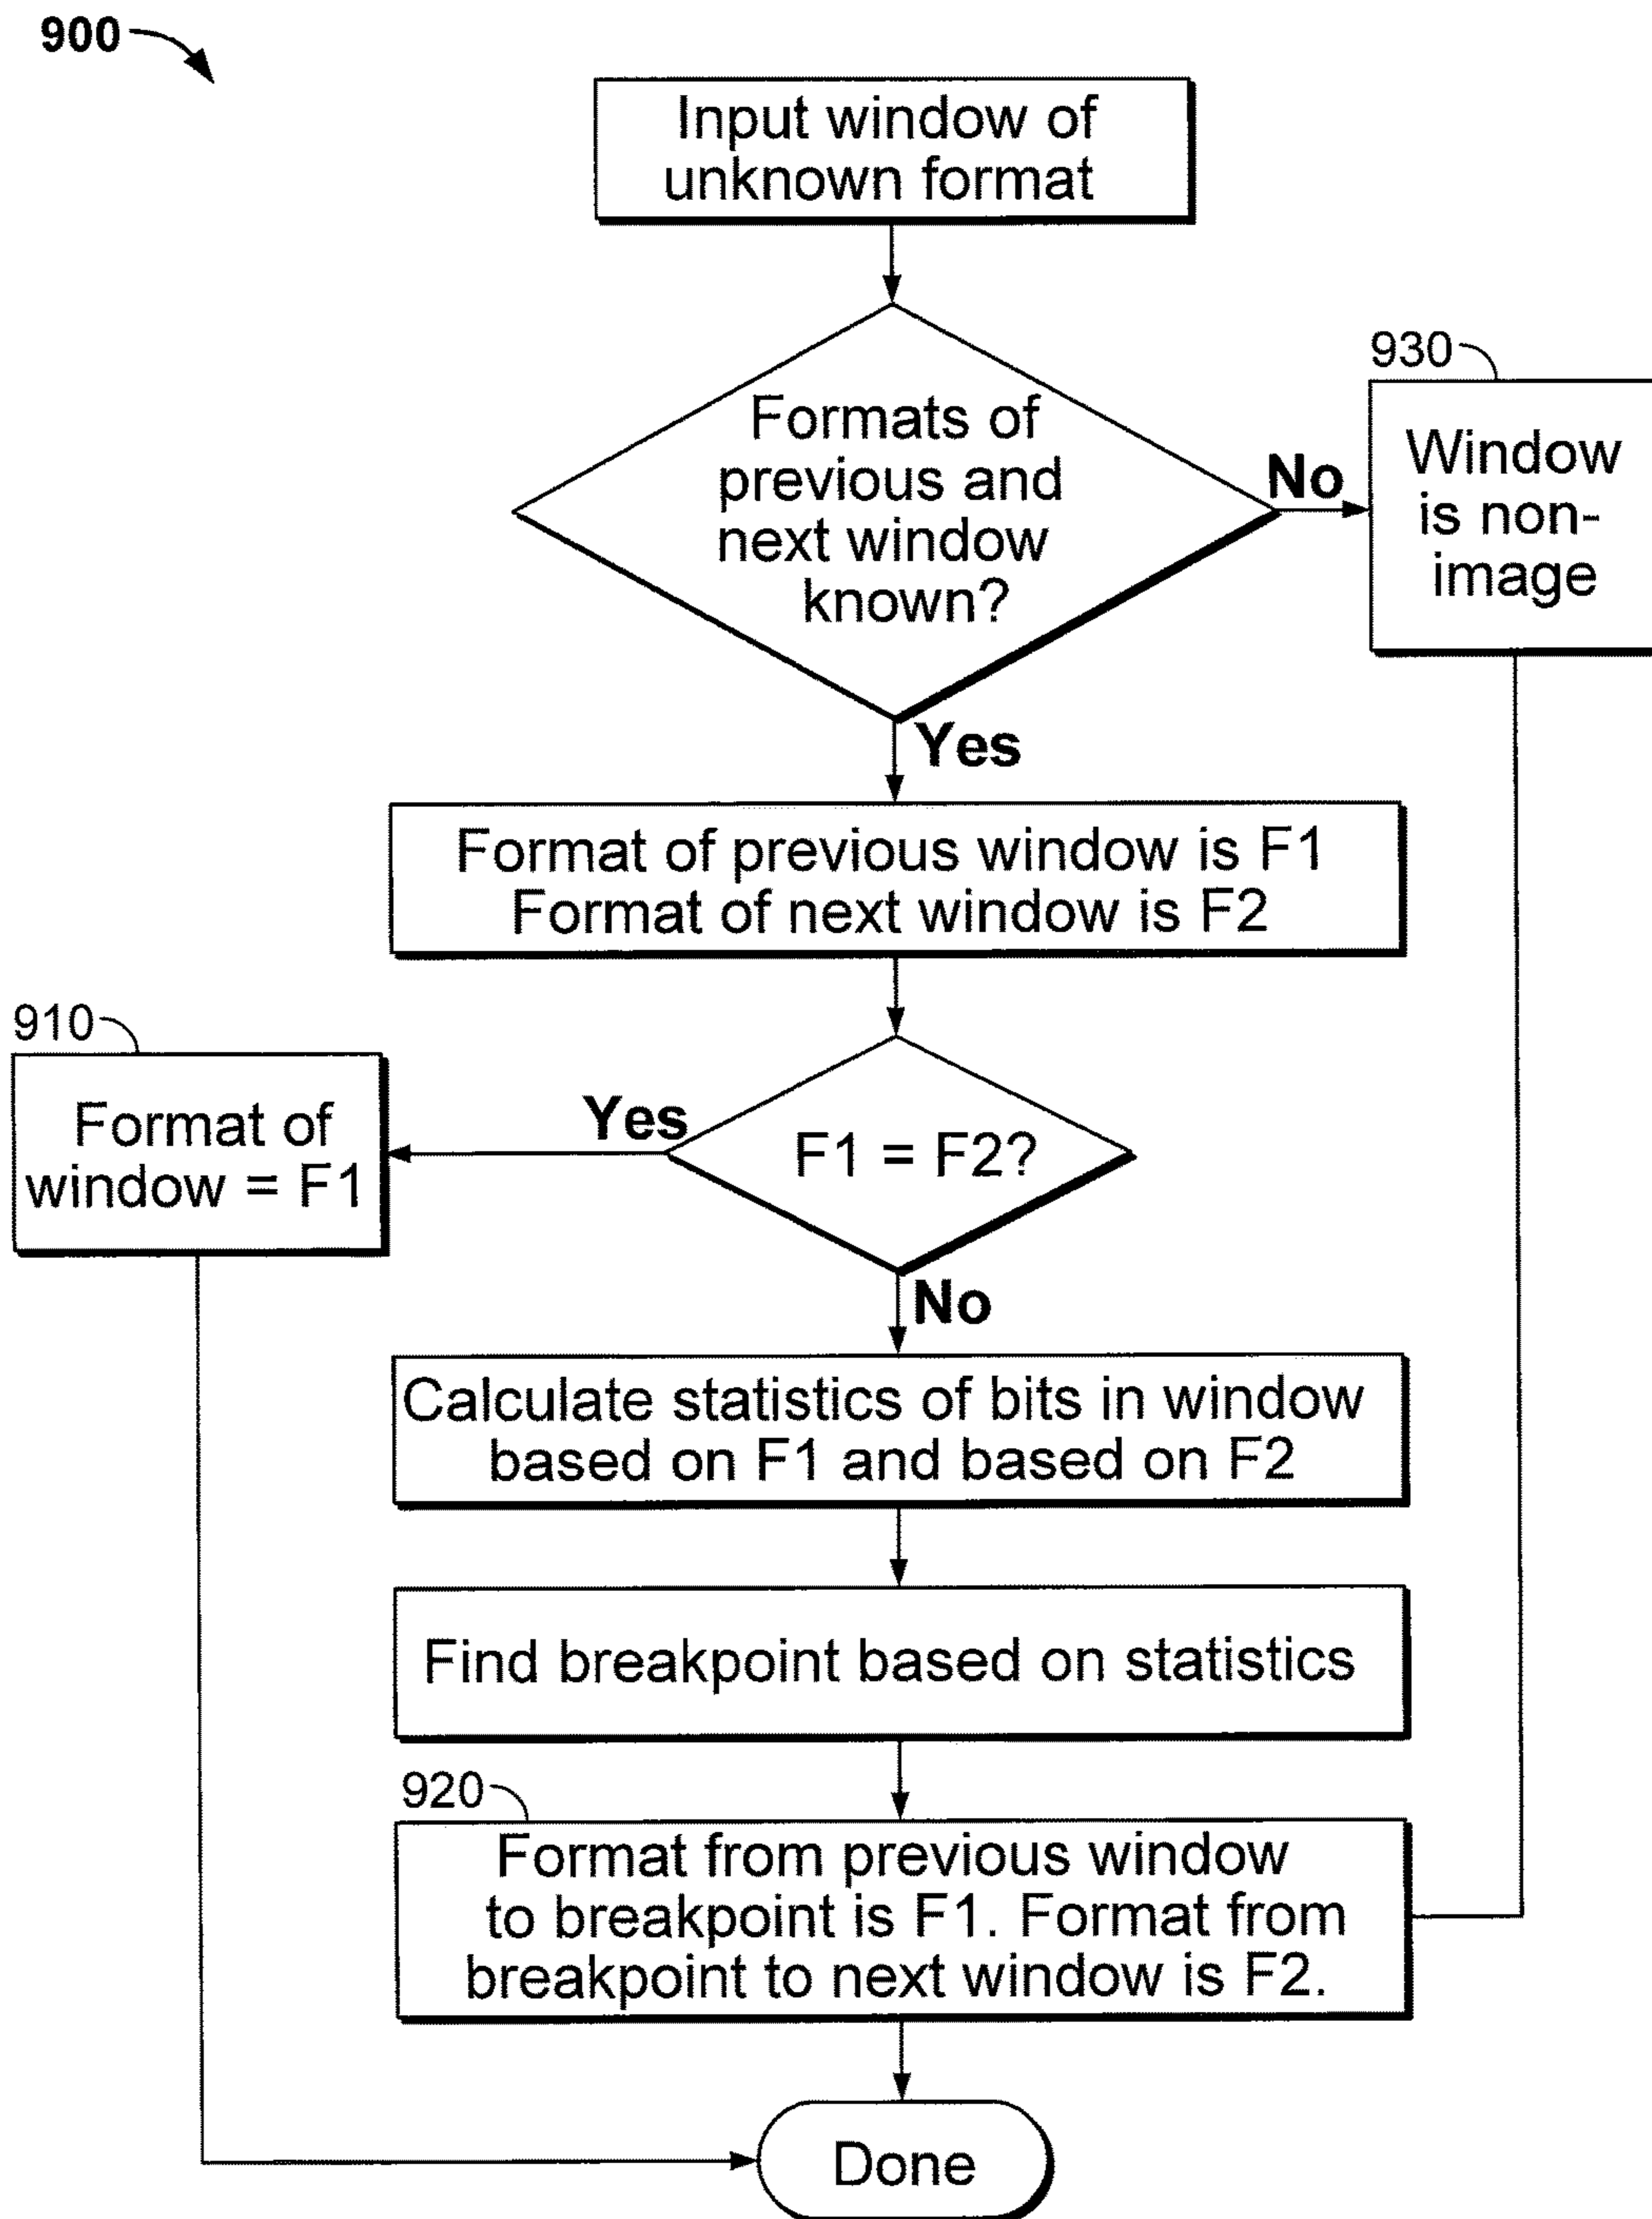 900
Input window of
unknown format
Formats of
previous and
next window
known?
No
930
Window
is non-
image
Yes
Format of previous window is F1
Format of next window is F2
910
Format of
window = F1
Yes
F1 = F2?
No
Calculate statistics of bits in window
based on F1 and based on F2
Find breakpoint based on statistics
920
Format from previous window
to breakpoint is F1. Format from
breakpoint to next window is F2.
Done